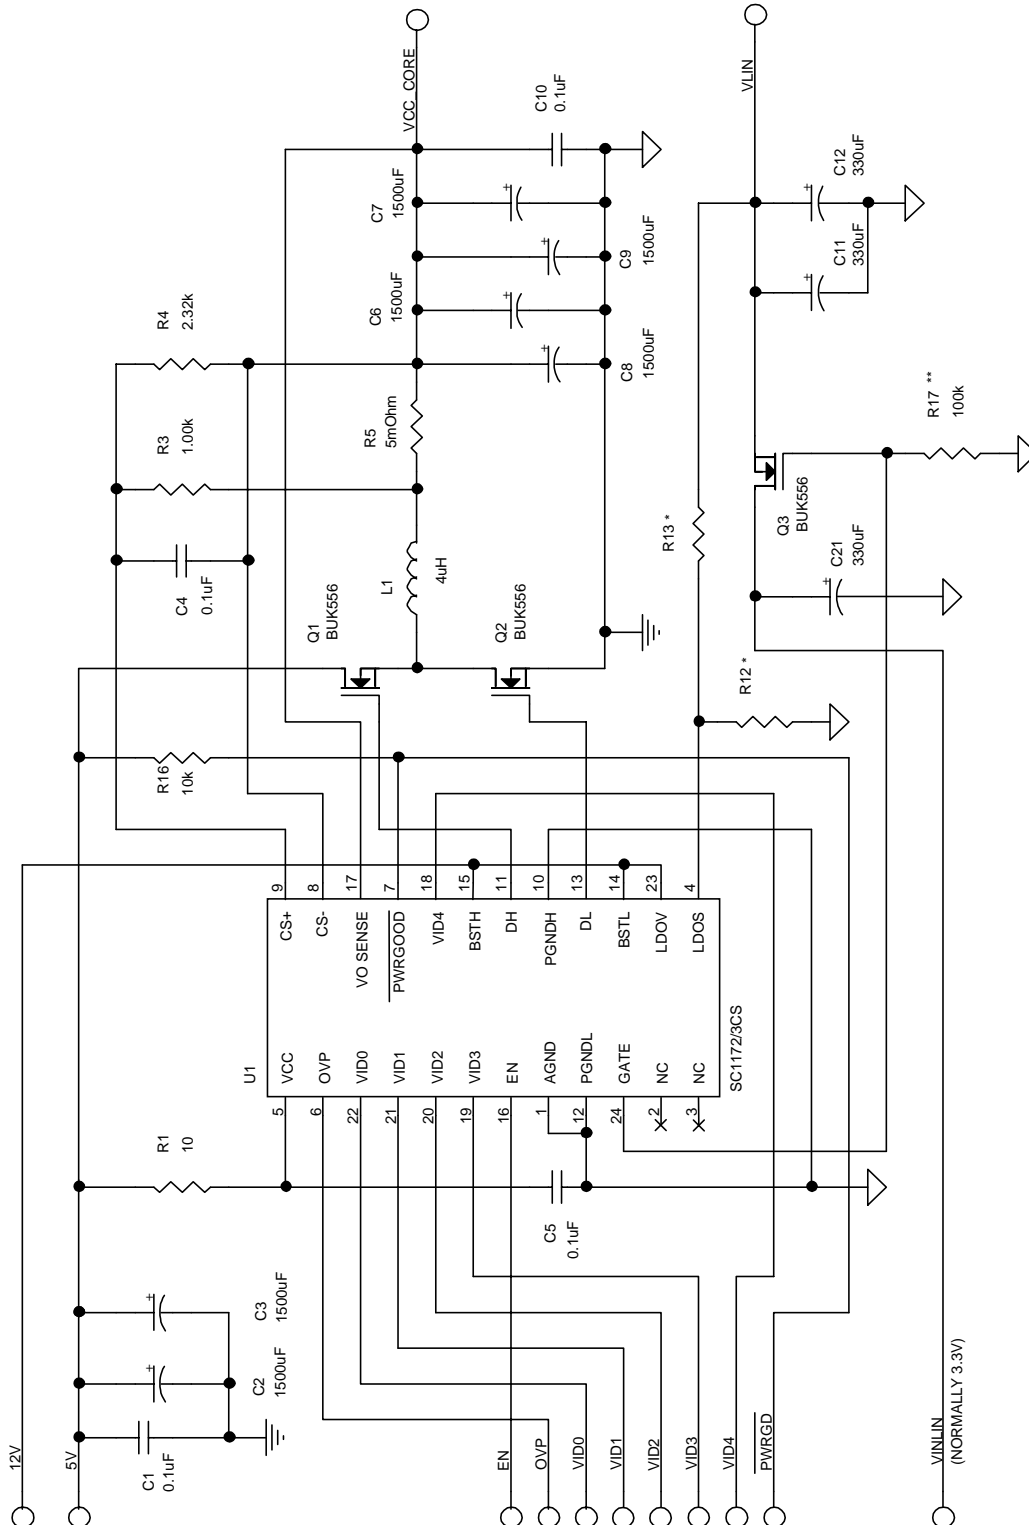 12V
5V
C1
0.1uF
C2
1500uF
C3
1500uF
R1
10
C5
0.1uF
EN
OVP
VID0
VID1
VID2
VID3
VID4
PWRGD
VINLIN
(NORMALLY 3.3V)
U1
SC1172/3CS
5
VCC
6
OVP
22
VID0
21
VID1
20
VID2
19
VID3
16
EN
1
AGND
12
PGNDL
24
GATE
2
NC
3
NC
CS+
9
CS-
8
VO SENSE
17
PWRGOOD
7
VID4
18
BSTH
15
DH
11
PGNDH
10
DL
13
BSTL
14
LDOV
23
LDOS
4
R16
10k
C4
0.1uF
R3
1.00k
R4
2.32k
Q1
BUK556
Q2
BUK556
L1
4uH
R5
5mOhm
C6
1500uF
C7
1500uF
C8
1500uF
C9
1500uF
C10
0.1uF
VCC_CORE
R12 *
R13 *
Q3
BUK556
C21
330uF
R17 **
100k
C11
330uF
C12
330uF
VLIN